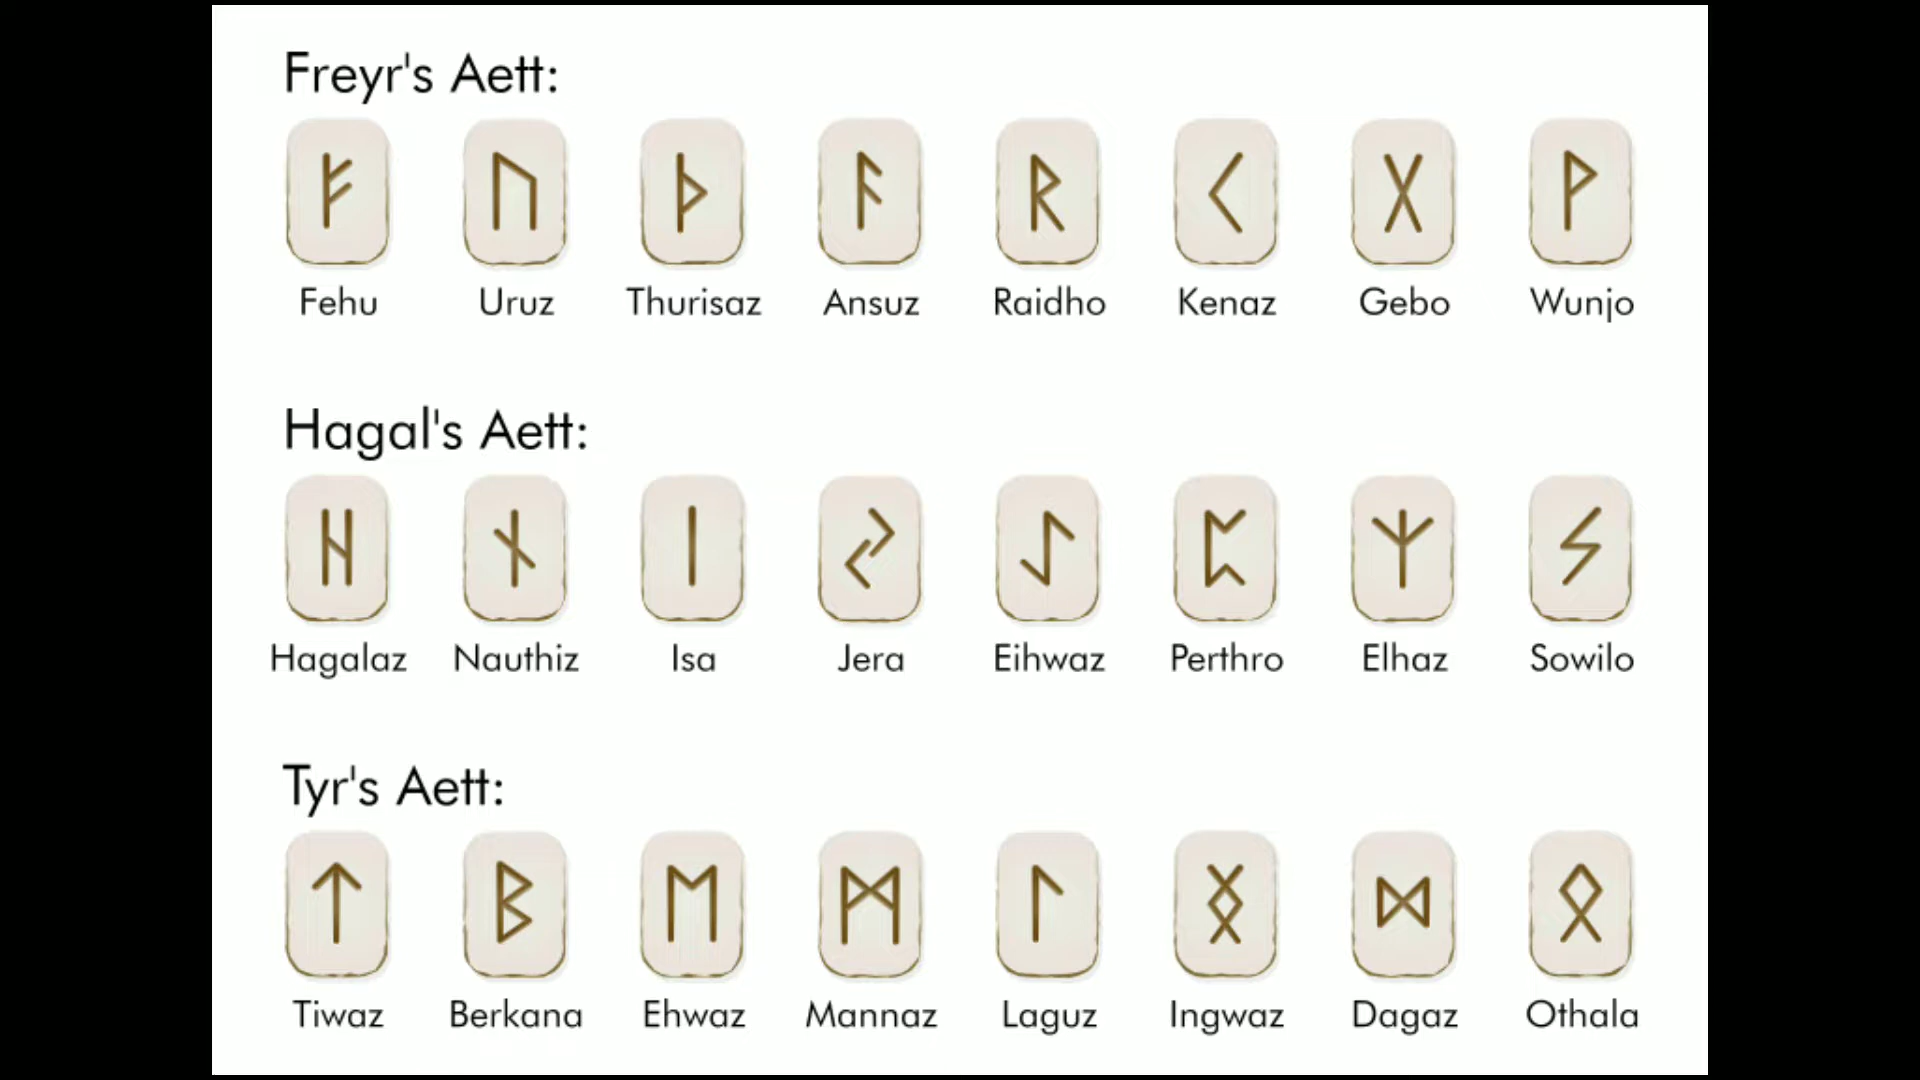 Freyr's Aett:
ᚠ ᚢ ᚦ ᚨ ᚱ ᚲ ᚷ ᚹ
Fehu Uruz Thurisaz Ansuz Raidho Kenaz Gebo Wunjo
Hagal's Aett:
ᚺ ᚾ ᛁ ᛃ ᛇ ᛈ ᛉ ᛊ
Hagalaz Nauthiz Isa Jera Eihwaz Perthro Elhaz Sowilo
Tyr's Aett:
ᛏ ᛒ ᛖ ᛗ ᛚ ᛝ ᛞ ᛟ
Tiwaz Berkana Ehwaz Mannaz Laguz Ingwaz Dagaz Othala